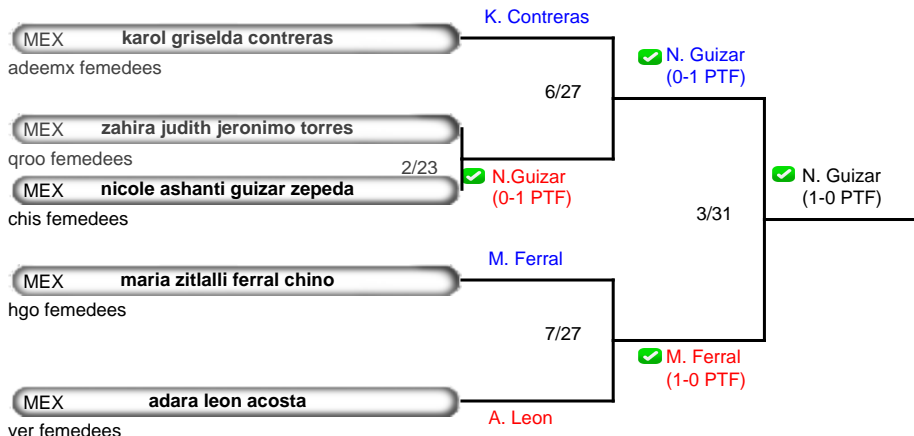 K. Contreras
MEX karol griselda contreras
adeemx femedees
N. Guizar
(0-1 PTF)
6/27
MEX zahira judith jeronimo torres
qroo femedees
2/23
N.Guizar
(0-1 PTF)
MEX nicole ashanti guizar zepeda
chis femedees
N. Guizar
(1-0 PTF)
3/31
M. Ferral
MEX maria zitlalli ferral chino
hgo femedees
7/27
M. Ferral
(1-0 PTF)
MEX adara leon acosta
A. Leon
ver femedees